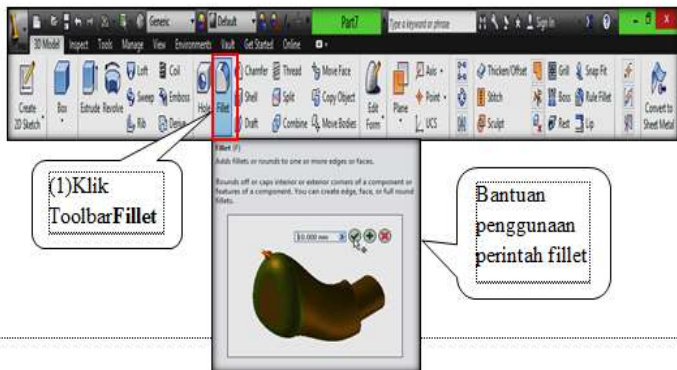 Generic Default Part7 Type a keyword or phrase Sign In
3D Model Inspect Tools Manage View Environments Vault Get Started Online
Loft Coil Chamfer Thread Move Face Axis Thicken/Offset Grill Snap Fit
Create Box Extrude Revolve Sweep Emboss Hole Fillet Shell Split Copy Object Edit Plane Point Stitch Boss Rule Fillet Convert to
2D Sketch Rib Derive Draft Combine Move Bodies Form UCS Sculpt Rest Lip Sheet Metal
Fillet (F)
Adds fillets or rounds to one or more edges or faces.
Rounds off or caps interior or exterior corners of a component or
features of a component. You can create edge, face, or full round
fillets.
10.000 mm
(1)Klik
ToolbarFillet
Bantuan
penggunaan
perintah fillet